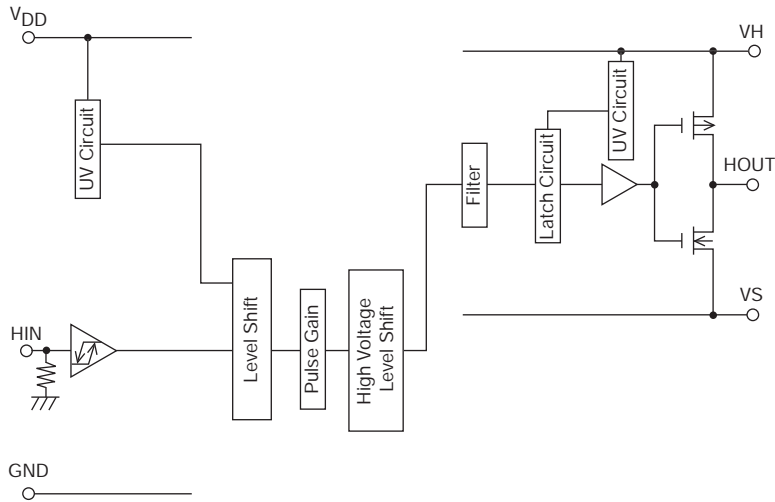 VDD
VH
UV Circuit
UV Circuit
Filter
Latch Circuit
HOUT
HIN
Level Shift
Pulse Gain
High Voltage
Level Shift
VS
GND